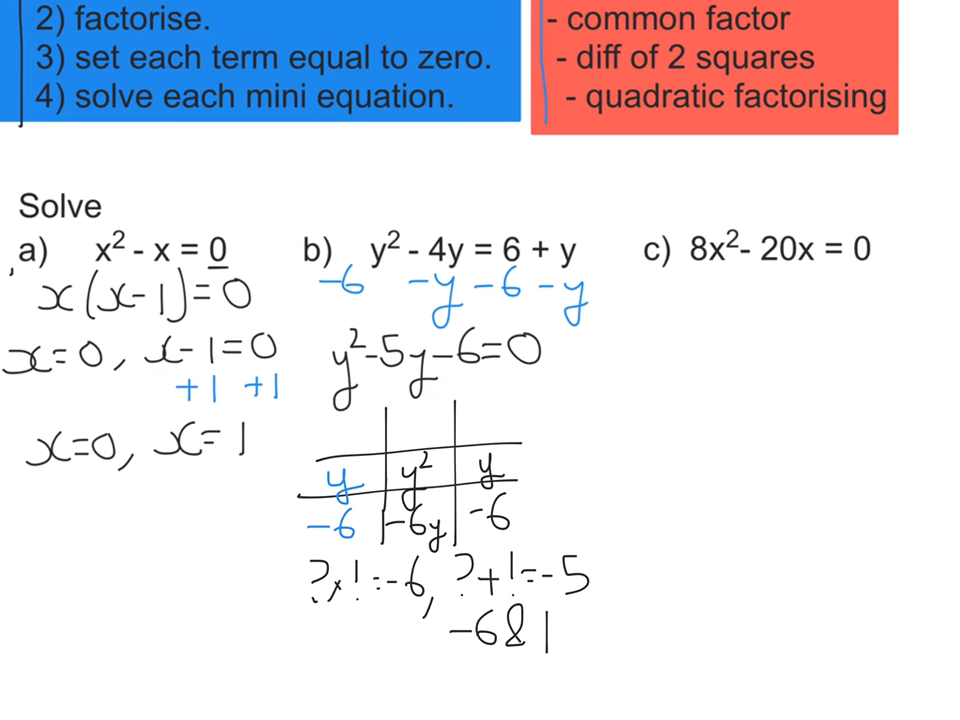 2) factorise.
3) set each term equal to zero.
4) solve each mini equation.
- common factor
- diff of 2 squares
- quadratic factorising
Solve
a) x² - x = 0
x(x-1)=0
x=0, x-1=0
+1 +1
x=0, x=1
b) y² - 4y = 6 + y
-6 -y -6 -y
y²-5y-6=0
y y² y
-6 -6y -6
?x!=-6, ?+!=-5
-6&1
c) 8x² - 20x = 0